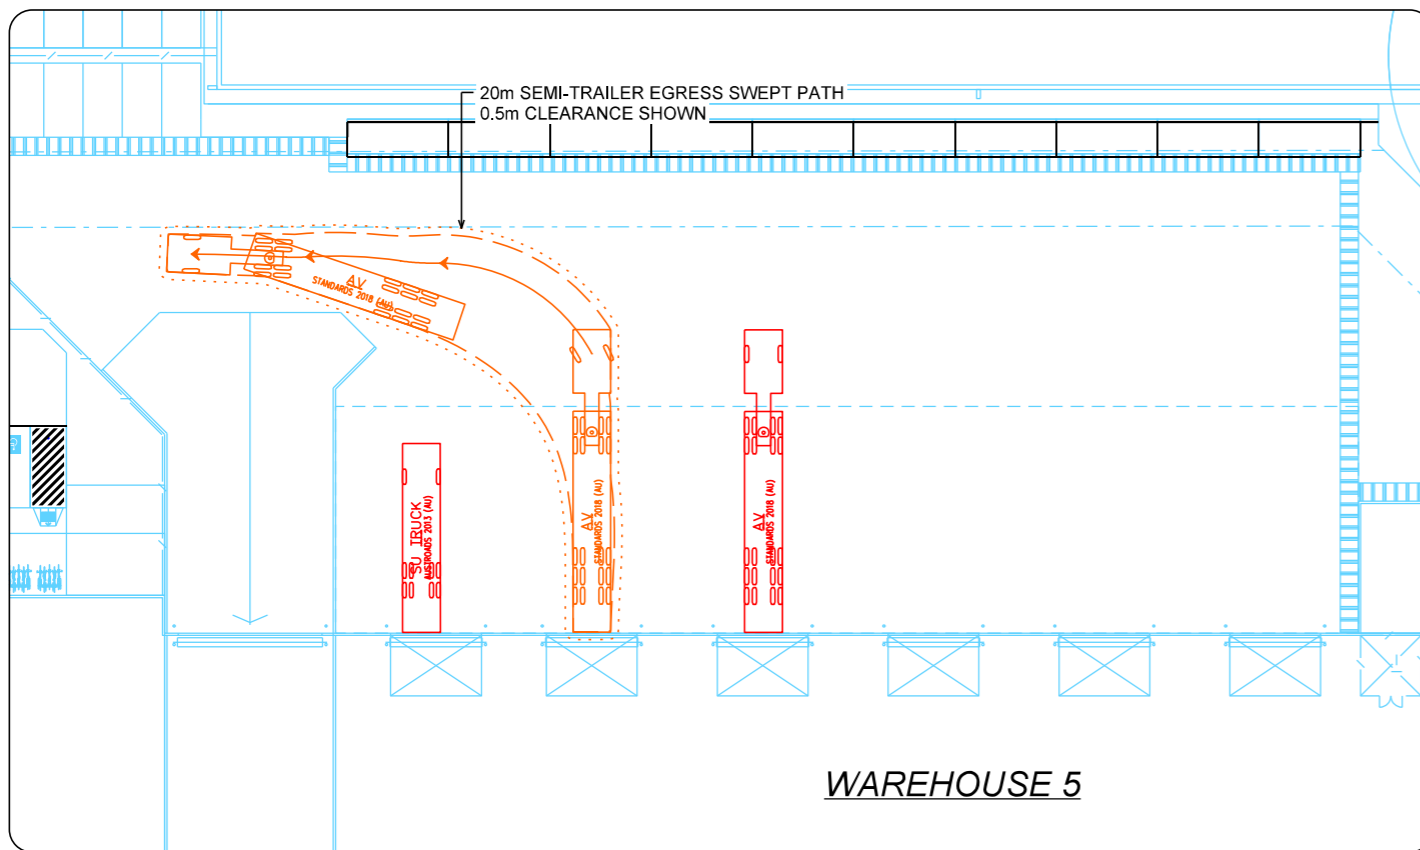 20m SEMI-TRAILER EGRESS SWEPT PATH
0.5m CLEARANCE SHOWN
AV
STANDARDS 2018 (AU)
SU TRUCK
AUSTROADS 2013 (AU)
AV
STANDARDS 2018 (AU)
AV
STANDARDS 2018 (AU)
WAREHOUSE 5